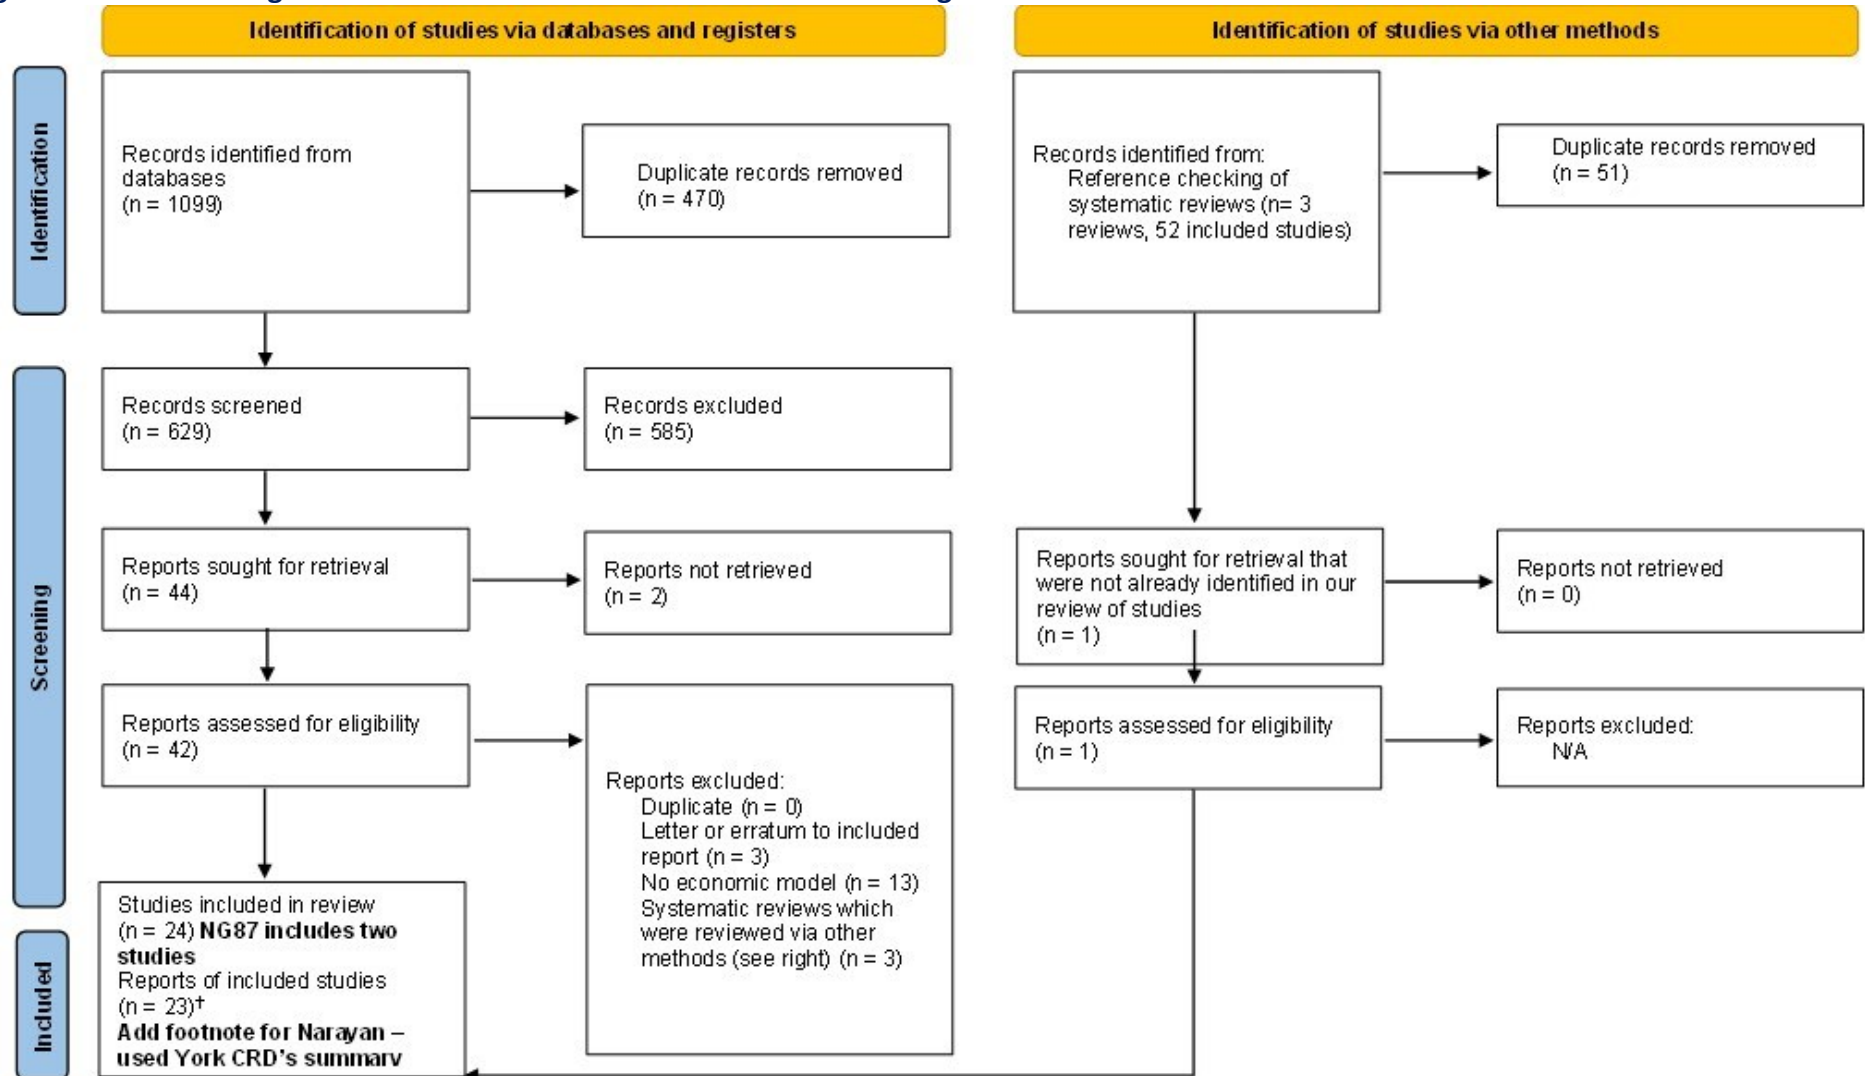 Identification of studies via databases and registers
Identification of studies via other methods
Identification
Records identified from
databases
(n = 1099)
Duplicate records removed
(n = 470)
Records identified from:
Reference checking of
systematic reviews (n= 3
reviews, 52 included studies)
Duplicate records removed
(n = 51)
Screening
Records screened
(n = 629)
Records excluded
(n = 585)
Reports sought for retrieval
(n = 44)
Reports not retrieved
(n = 2)
Reports sought for retrieval that
were not already identified in our
review of studies
(n = 1)
Reports not retrieved
(n = 0)
Reports assessed for eligibility
(n = 42)
Reports excluded:
Duplicate (n = 0)
Letter or erratum to included
report (n = 3)
No economic model (n = 13)
Systematic reviews which
were reviewed via other
methods (see right) (n = 3)
Reports assessed for eligibility
(n = 1)
Reports excluded:
N/A
Included
Studies included in review
(n = 24) NG87 includes two
studies
Reports of included studies
(n = 23)†
Add footnote for Narayan –
used York CRD's summary